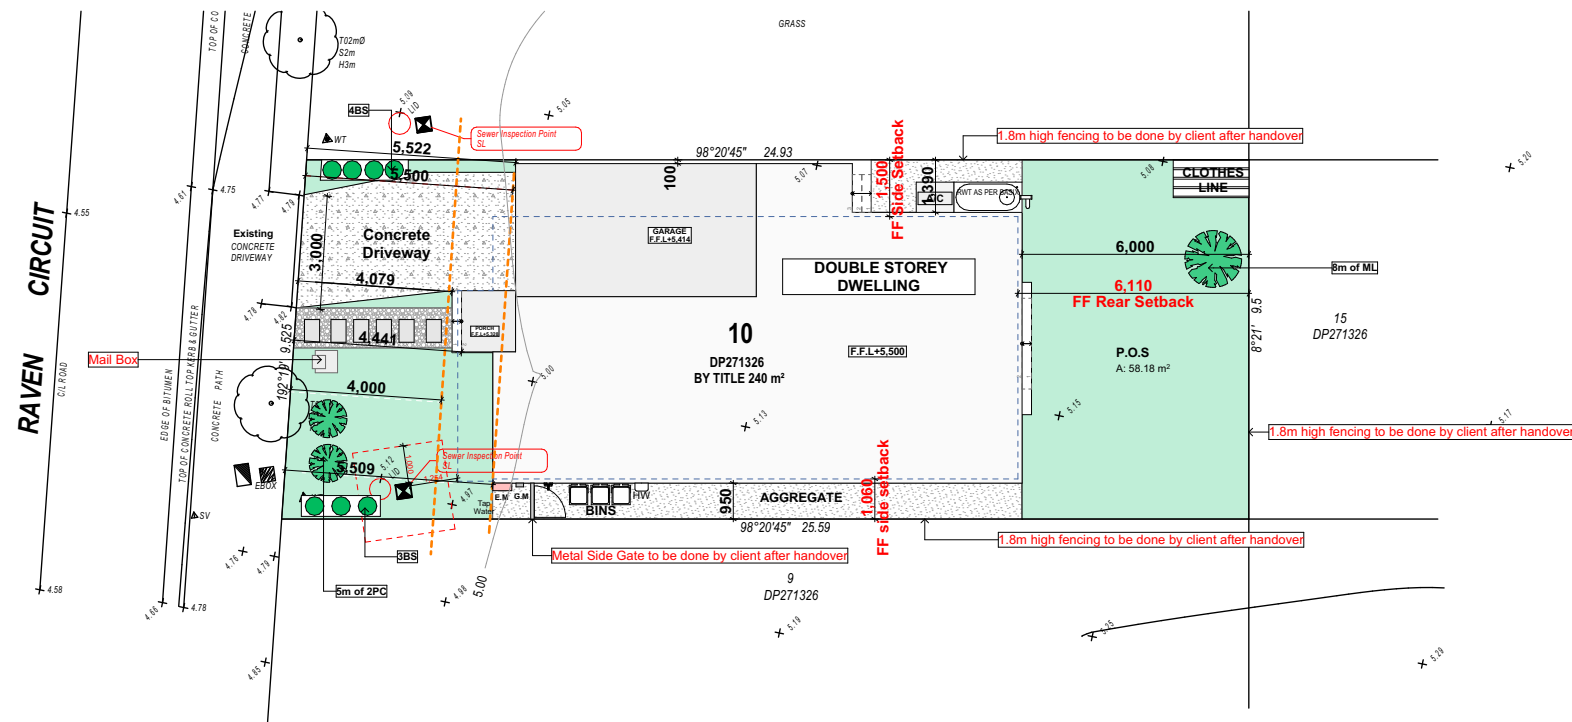 GRASS
TOP OF CO
CONCRETE
T02mØ
S2m
H3m
4BS
5.09
LID
5.05
Sewer Inspection Point
SL
WT
5,522
98°20'45" 24.93
1.8m high fencing to be done by client after handover
5.20
5,500
100
5.07
1,500
FF Side Setback
1,390
A/C
RWT AS PER BASIX
5.08
CLOTHES
LINE
4.61
4.75
4.77
4.79
4.55
RAVEN CIRCUIT
C/L ROAD
Existing
CONCRETE
DRIVEWAY
3,000
Concrete
Driveway
4,079
GARAGE
F.F.L+5,414
DOUBLE STOREY
DWELLING
6,000
8m of ML
6,110
FF Rear Setback
4.78
4.82
192°19' 9.525
PORCH
F.F.L+5,328
4,441
10
DP271326
BY TITLE 240 m²
F.F.L+5,500
P.O.S
A: 58.18 m²
8°21' 9.5
15
DP271326
Mail Box
EDGE OF BITUMEN
TOP OF CONCRETE ROLL TOP KERB & GUTTER
CONCRETE PATH
4,000
5.00
5.13
5.15
5.17
1.8m high fencing to be done by client after handover
5,509
5.12
LID
1,000
1,254
Sewer Inspection Point
SL
EBOX
SV
4.97
Tap
Water
E.M
G.M
BINS
HW
950
AGGREGATE
1,060
FF side setback
98°20'45" 25.59
3BS
Metal Side Gate to be done by client after handover
1.8m high fencing to be done by client after handover
4.76
4.79
5m of 2PC
4.98
5.00
9
DP271326
4.58
4.66
4.78
5.19
5.25
4.85
5.29